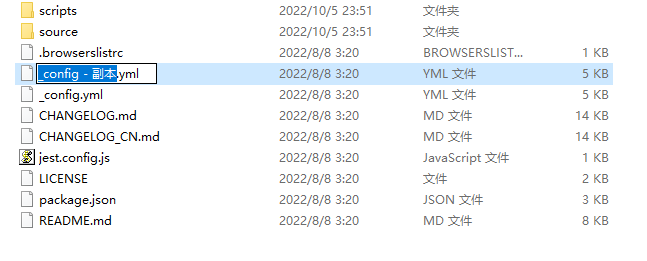 scripts 2022/10/5 23:51 文件夹
source 2022/10/5 23:51 文件夹
.browserslistrc 2022/8/8 3:20 BROWSERSLIST... 1 KB
_config - 副本.yml 2022/8/8 3:20 YML 文件 5 KB
_config.yml 2022/8/8 3:20 YML 文件 5 KB
CHANGELOG.md 2022/8/8 3:20 MD 文件 14 KB
CHANGELOG_CN.md 2022/8/8 3:20 MD 文件 14 KB
jest.config.js 2022/8/8 3:20 JavaScript 文件 1 KB
LICENSE 2022/8/8 3:20 文件 2 KB
package.json 2022/8/8 3:20 JSON 文件 3 KB
README.md 2022/8/8 3:20 MD 文件 8 KB